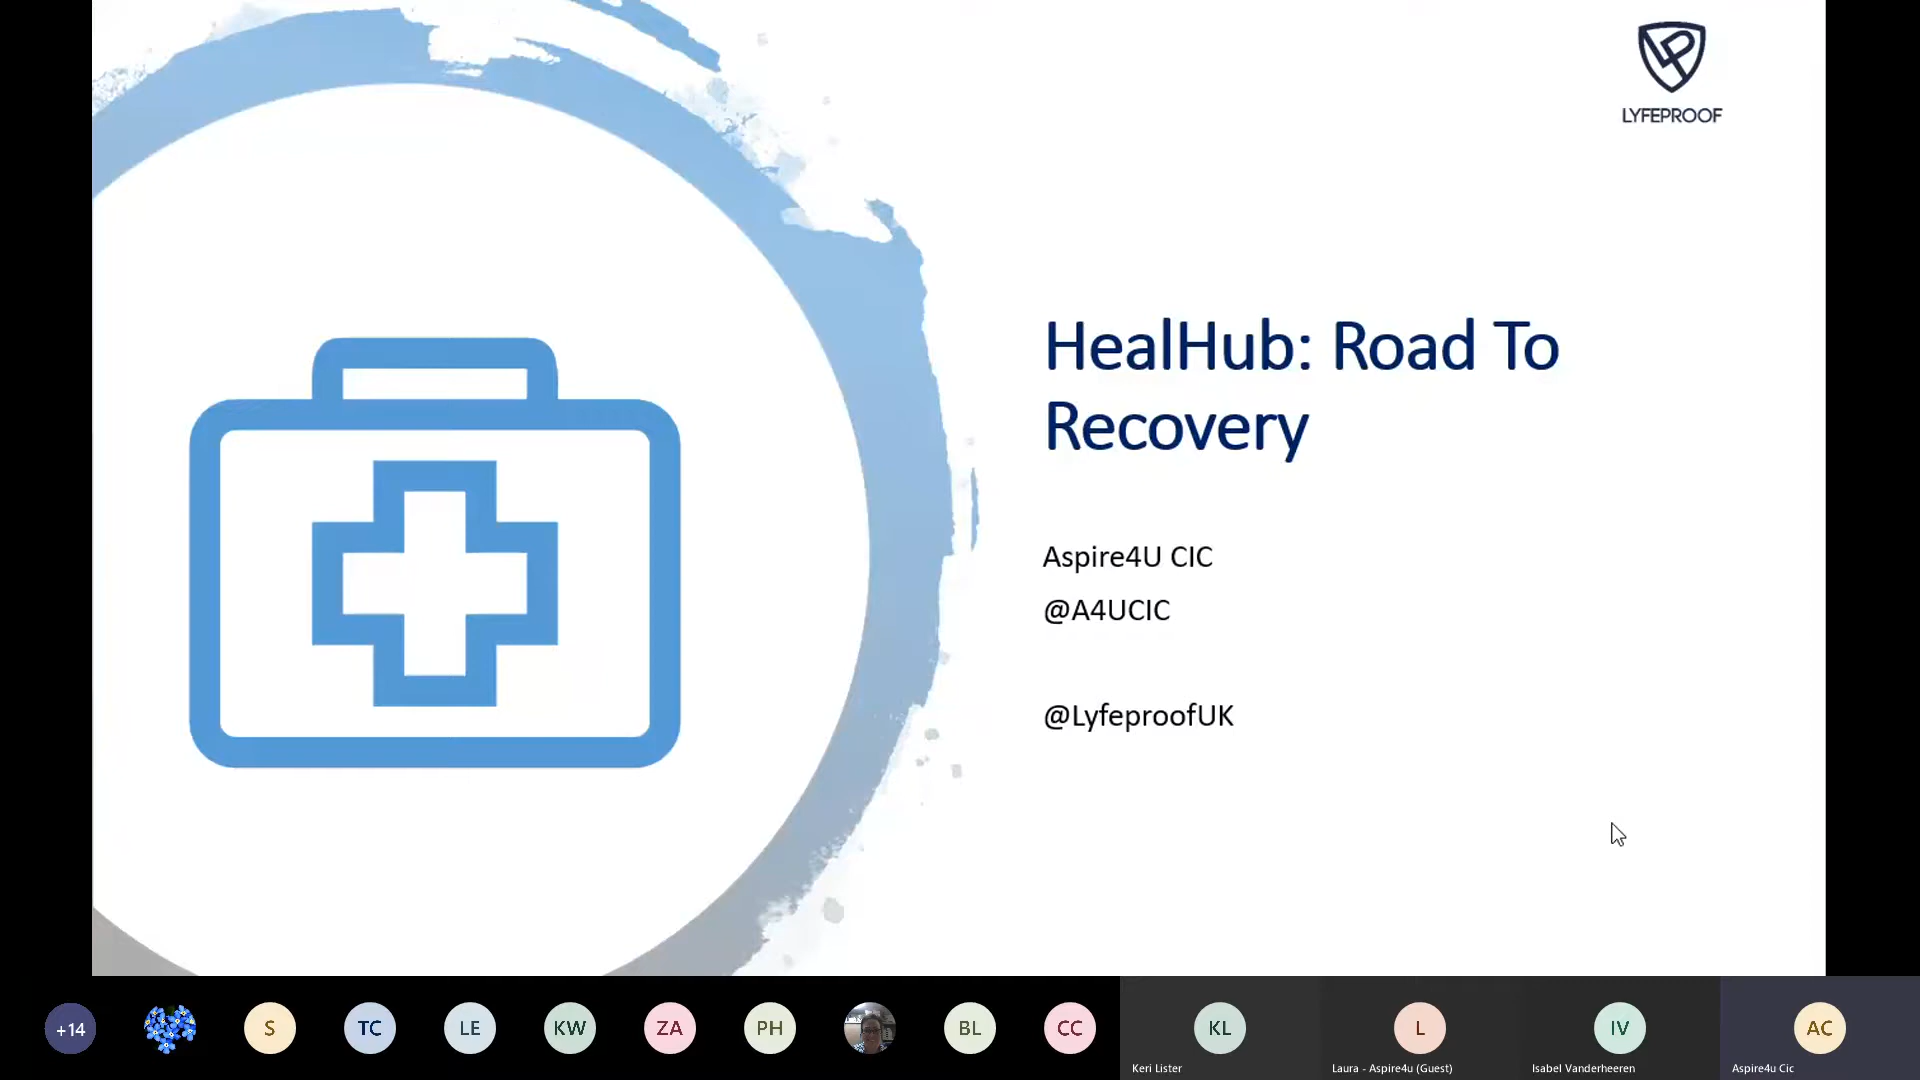 LYFEPROOF
HealHub: Road To
Recovery
Aspire4U CIC
@A4UCIC
@LyfeproofUK
+14
S
TC
LE
KW
ZA
PH
BL
CC
KL
L
IV
AC
Keri Lister
Laura - Aspire4u (Guest)
Isabel Vanderheeren
Aspire4u Cic